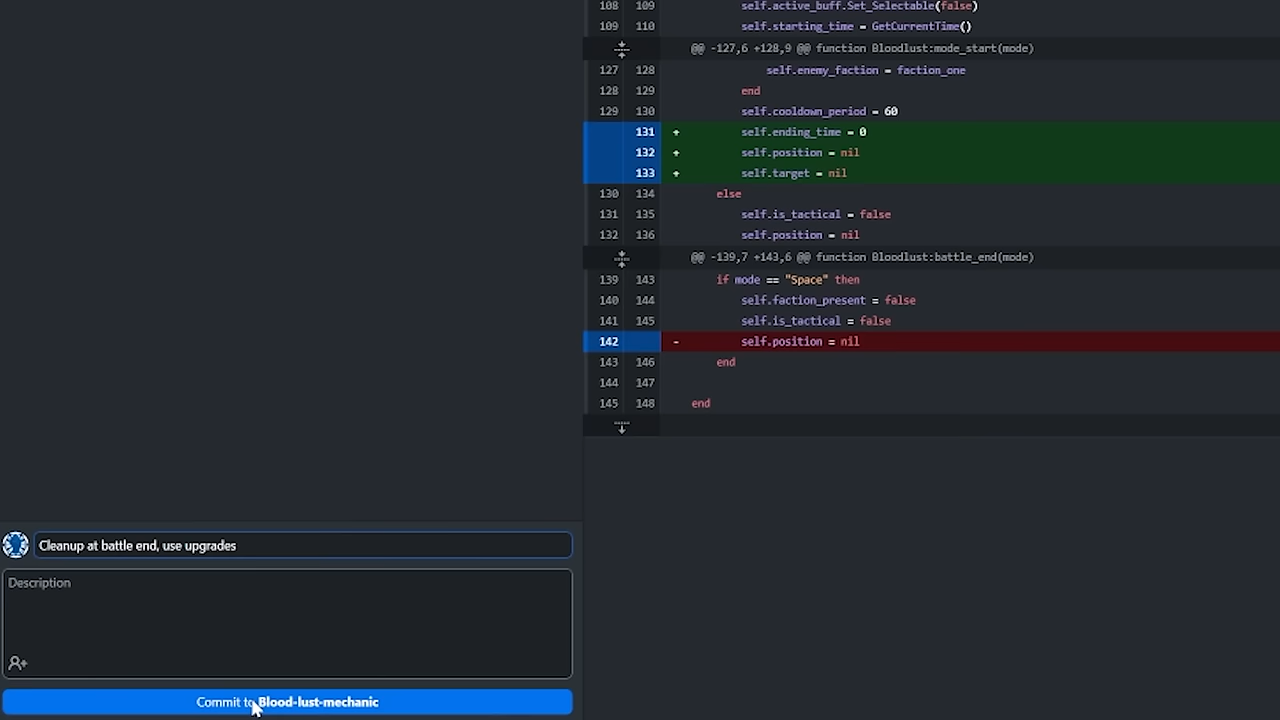 108 109 self.active_buff.Set_Selectable(false)
109 110 self.starting_time = GetCurrentTime()
@@ -127,6 +128,9 @@ function Bloodlust:mode_start(mode)
127 128 self.enemy_faction = faction_one
128 129 end
129 130 self.cooldown_period = 60
131 + self.ending_time = 0
132 + self.position = nil
133 + self.target = nil
130 134 else
131 135 self.is_tactical = false
132 136 self.position = nil
@@ -139,7 +143,6 @@ function Bloodlust:battle_end(mode)
139 143 if mode == "Space" then
140 144 self.faction_present = false
141 145 self.is_tactical = false
142 - self.position = nil
143 146 end
144 147
145 148 end
Cleanup at battle end, use upgrades
Description
Commit to Blood-lust-mechanic